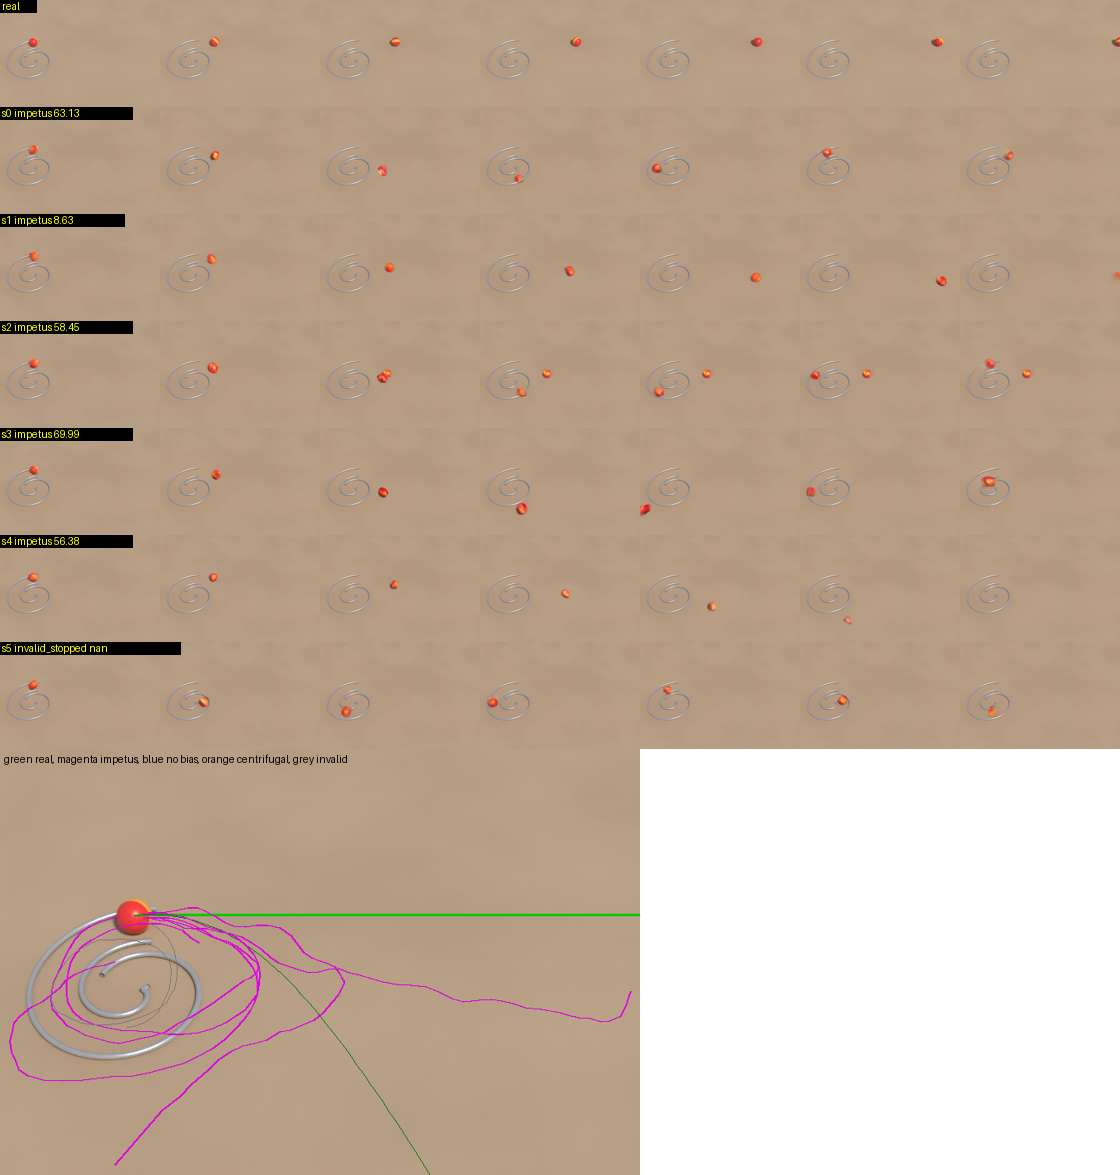 real
s0 impetus 63.13
s1 impetus 8.63
s2 impetus 58.45
s3 impetus 69.99
s4 impetus 56.38
s5 invalid_stopped nan
green real, magenta impetus, blue no bias, orange centrifugal, grey invalid